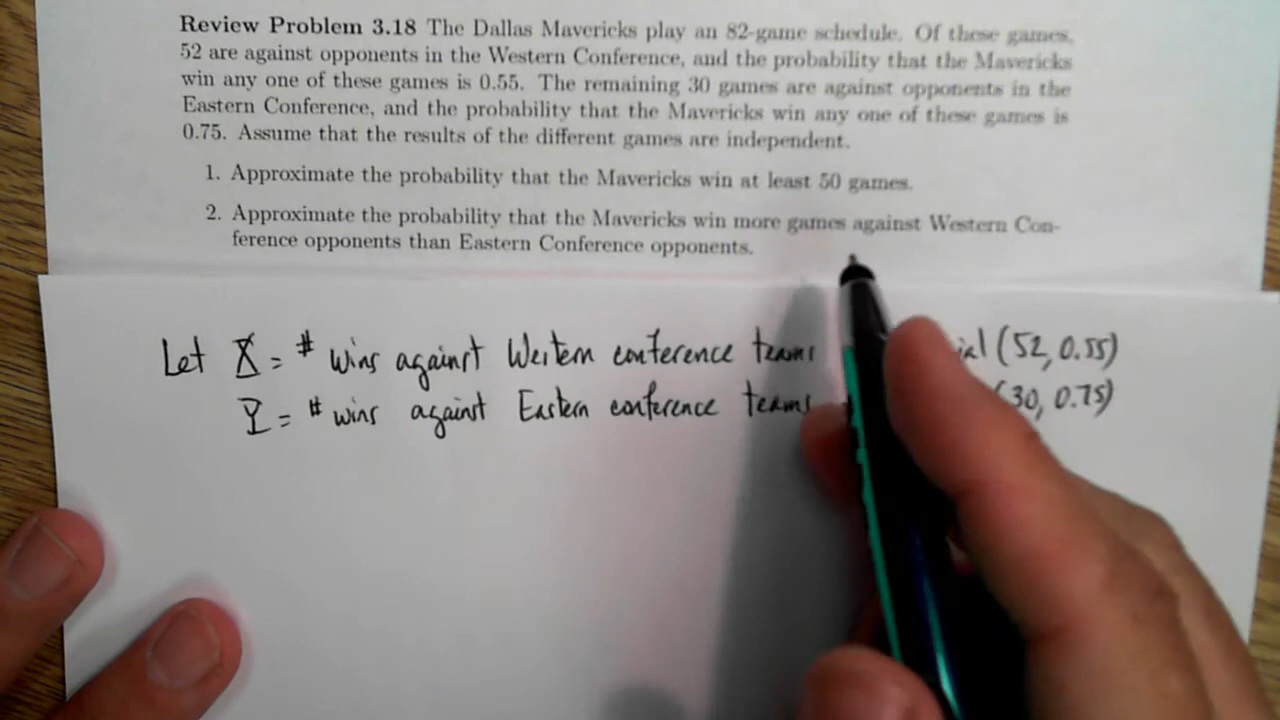 Review Problem 3.18 The Dallas Mavericks play an 82-game schedule. Of these games,
52 are against opponents in the Western Conference, and the probability that the Mavericks
win any one of these games is 0.55. The remaining 30 games are against opponents in the
Eastern Conference, and the probability that the Mavericks win any one of these games is
0.75. Assume that the results of the different games are independent.
1. Approximate the probability that the Mavericks win at least 50 games.
2. Approximate the probability that the Mavericks win more games against Western Con-
ference opponents than Eastern Conference opponents.
Let X = # wins against Western conference teams ial (52, 0.55)
Y = # wins against Eastern conference teams (30, 0.75)